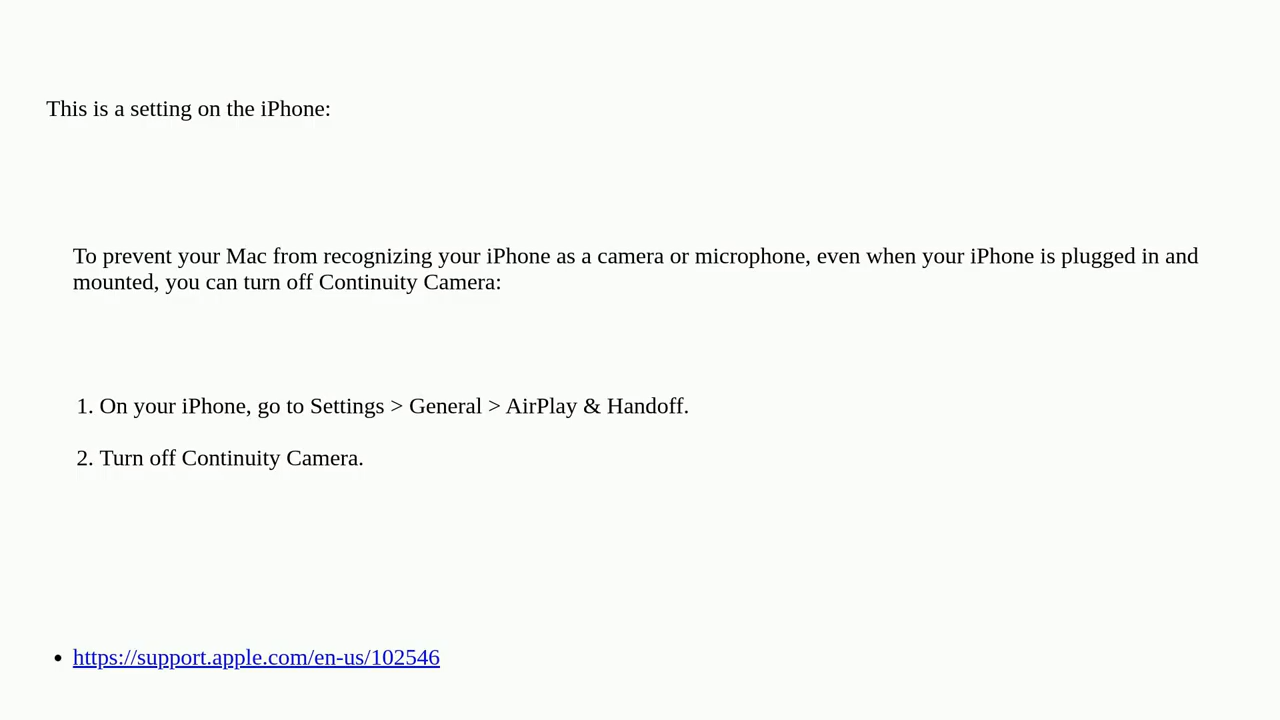 This is a setting on the iPhone:
To prevent your Mac from recognizing your iPhone as a camera or microphone, even when your iPhone is plugged in and
mounted, you can turn off Continuity Camera:
1. On your iPhone, go to Settings > General > AirPlay & Handoff.
2. Turn off Continuity Camera.
• https://support.apple.com/en-us/102546